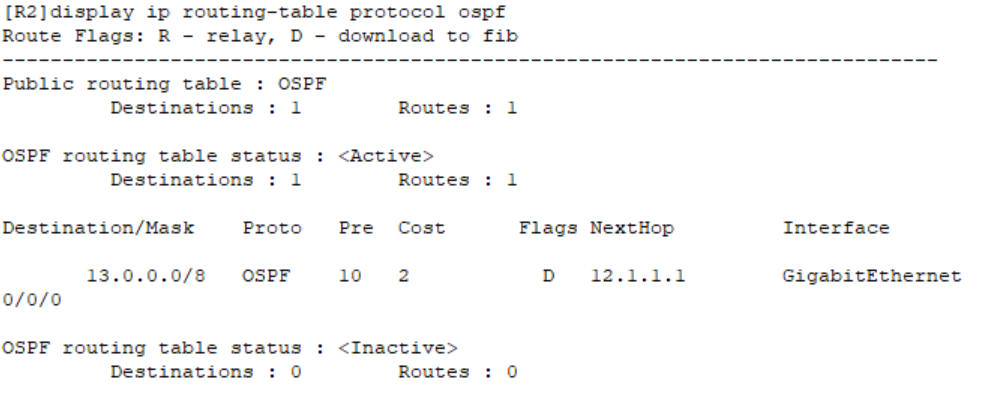 [R2]display ip routing-table protocol ospf
Route Flags: R - relay, D - download to fib
------------------------------------------------------------------------------
Public routing table : OSPF
         Destinations : 1        Routes : 1
OSPF routing table status : <Active>
         Destinations : 1        Routes : 1
Destination/Mask    Proto   Pre  Cost      Flags NextHop         Interface
       13.0.0.0/8   OSPF    10   2           D   12.1.1.1        GigabitEthernet
0/0/0
OSPF routing table status : <Inactive>
         Destinations : 0        Routes : 0